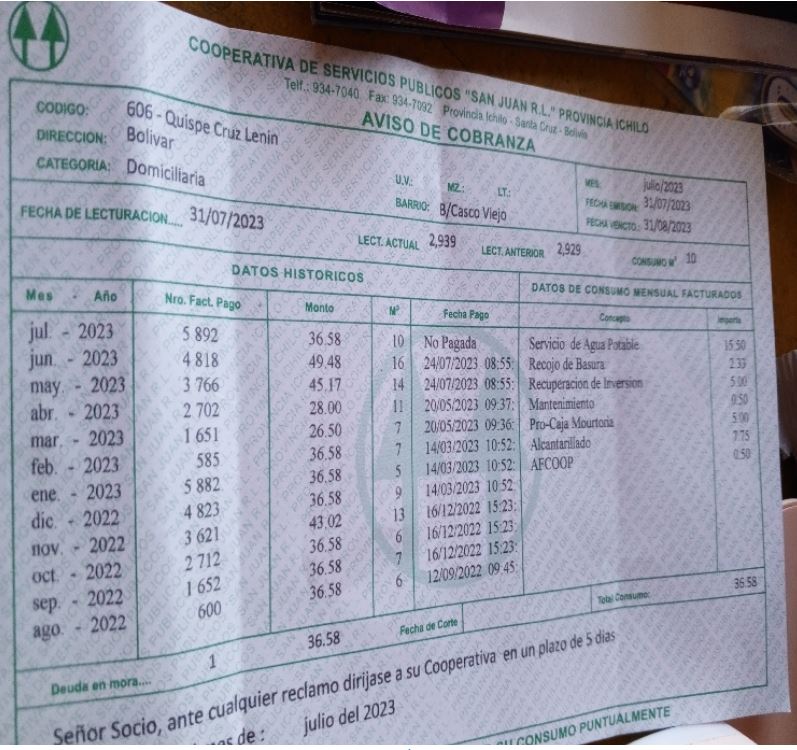 COOPERATIVA DE SERVICIOS PUBLICOS "SAN JUAN R.L." PROVINCIA ICHILO
Telf.: 934-7040 Fax: 934-7092 Provincia Ichilo - Santa Cruz - Bolivia
AVISO DE COBRANZA
CODIGO: 606 - Quispe Cruz Lenin
DIRECCION: Bolivar
CATEGORIA: Domiciliaria
U.V.: MZ.: LT.:
BARRIO: B/Casco Viejo
MES: julio/2023
FECHA EMISION: 31/07/2023
FECHA VENCTO.: 31/08/2023
FECHA DE LECTURACION..... 31/07/2023
LECT. ACTUAL 2,939 LECT. ANTERIOR 2,929 CONSUMO M³ 10
DATOS HISTORICOS
Mes - Año Nro. Fact. Pago Monto M³ Fecha Pago
jul. - 2023 5 892 36.58 10 No Pagada
jun. - 2023 4 818 49.48 16 24/07/2023 08:55:
may. - 2023 3 766 45.17 14 24/07/2023 08:55:
abr. - 2023 2 702 28.00 11 20/05/2023 09:37:
mar. - 2023 1 651 26.50 7 20/05/2023 09:36:
feb. - 2023 585 36.58 7 14/03/2023 10:52:
ene. - 2023 5 882 36.58 5 14/03/2023 10:52:
dic. - 2022 4 823 36.58 9 14/03/2023 10:52
nov. - 2022 3 621 43.02 13 16/12/2022 15:23:
oct. - 2022 2 712 36.58 6 16/12/2022 15:23:
sep. - 2022 1 652 36.58 7 16/12/2022 15:23:
ago. - 2022 600 36.58 6 12/09/2022 09:45:
DATOS DE CONSUMO MENSUAL FACTURADOS
Concepto Importe
Servicio de Agua Potable 15.50
Recojo de Basura 2.33
Recuperacion de Inversion 5.00
Mantenimiento 0.50
Pro-Caja Mourtoria 5.00
Alcantarillado 7.75
AFCOOP 0.50
Total Consumo: 36.58
Deuda en mora.... 1 36.58 Fecha de Corte
Señor Socio, ante cualquier reclamo dirijase a su Cooperativa en un plazo de 5 dias
de : julio del 2023
SU CONSUMO PUNTUALMENTE